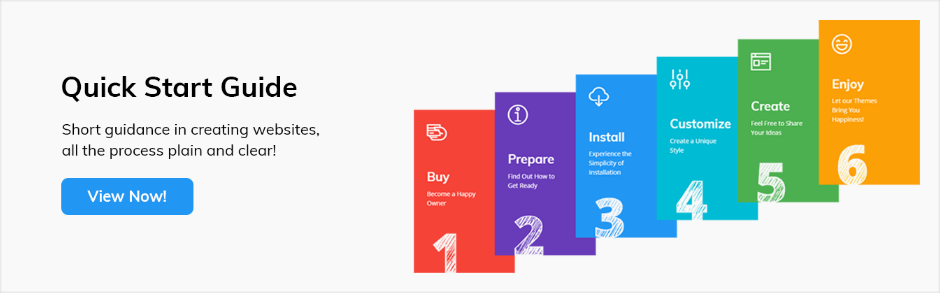 Quick Start Guide
Short guidance in creating websites,
all the process plain and clear!
View Now!
Buy
Become a Happy
Owner
1
Prepare
Find Out How to
Get Ready
2
Install
Experience the
Simplicity of
Installation
3
Customize
Create a Unique
Style
4
Create
Feel Free to Share
Your Ideas
5
Enjoy
Let our Themes
Bring You
Happiness!
6